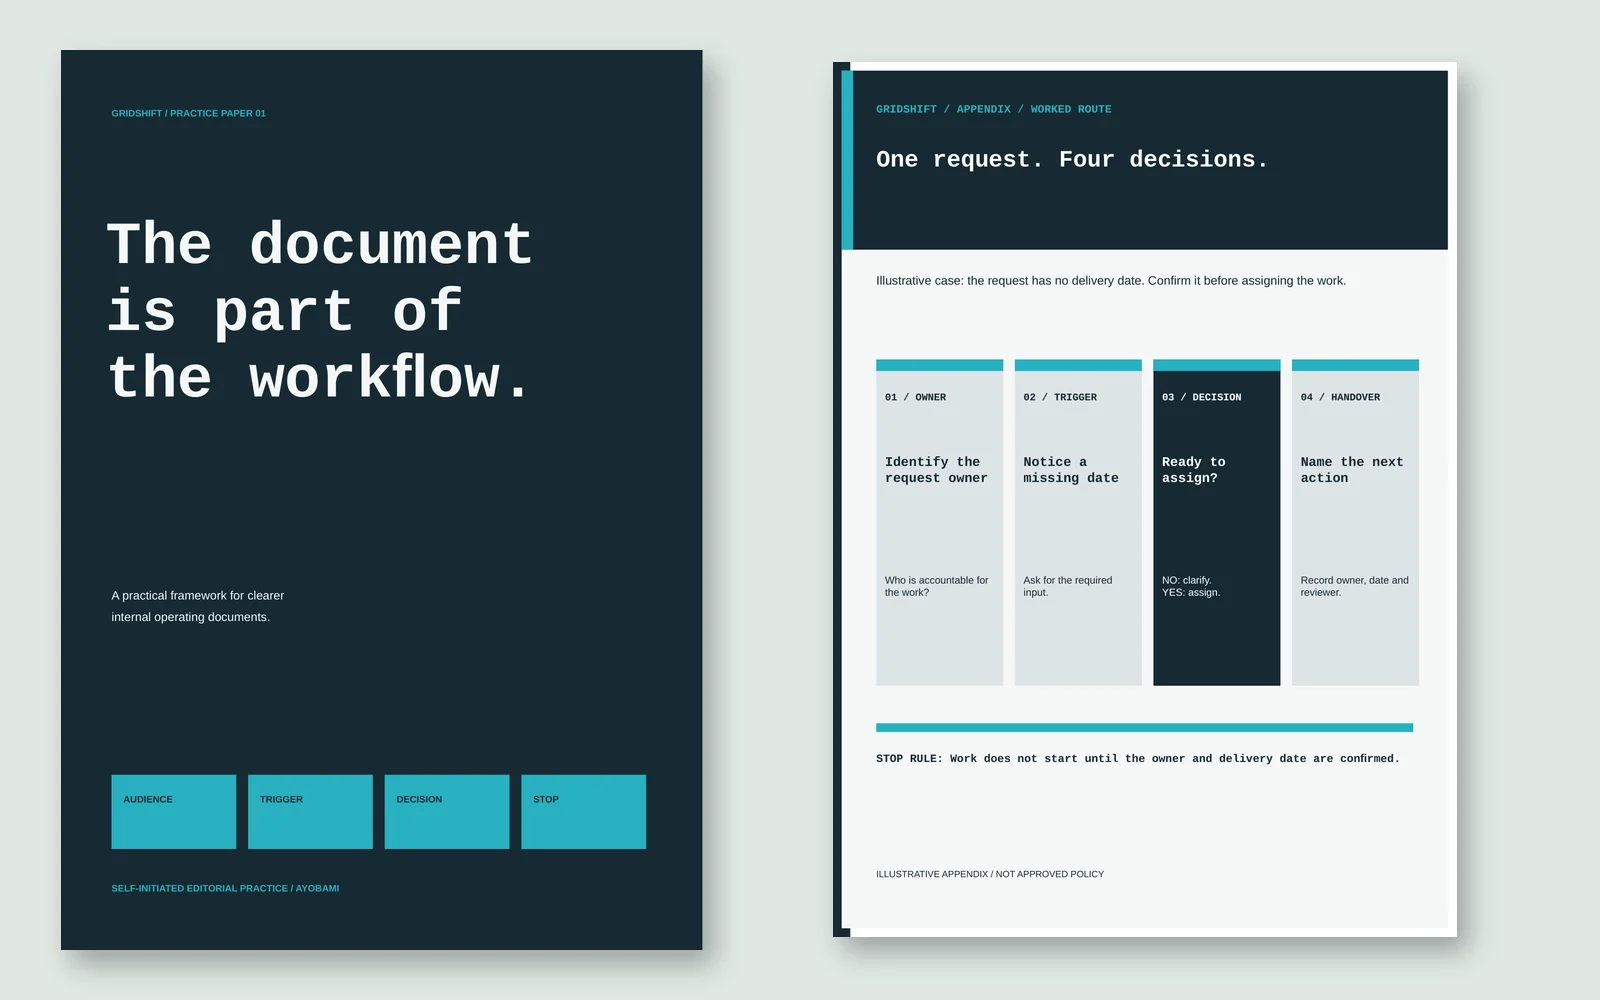 GRIDSHIFT / PRACTICE PAPER 01
The document
is part of
the workflow.
A practical framework for clearer
internal operating documents.
AUDIENCE
TRIGGER
DECISION
STOP
SELF-INITIATED EDITORIAL PRACTICE / AYOBAMI
GRIDSHIFT / APPENDIX / WORKED ROUTE
One request. Four decisions.
Illustrative case: the request has no delivery date. Confirm it before assigning the work.
01 / OWNER
Identify the
request owner
Who is accountable for
the work?
02 / TRIGGER
Notice a
missing date
Ask for the required
input.
03 / DECISION
Ready to
assign?
NO: clarify.
YES: assign.
04 / HANDOVER
Name the next
action
Record owner, date and
reviewer.
STOP RULE: Work does not start until the owner and delivery date are confirmed.
ILLUSTRATIVE APPENDIX / NOT APPROVED POLICY